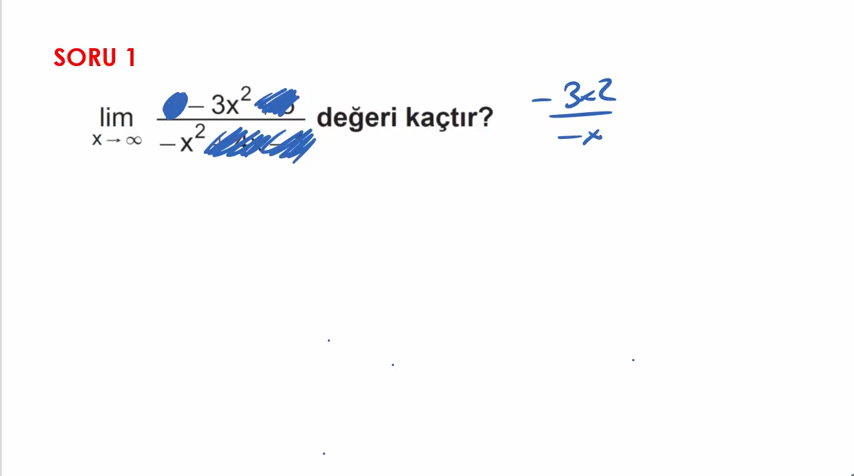 SORU 1
lim x→∞ − 3x² / −x² değeri kaçtır?
− 3x2
−x